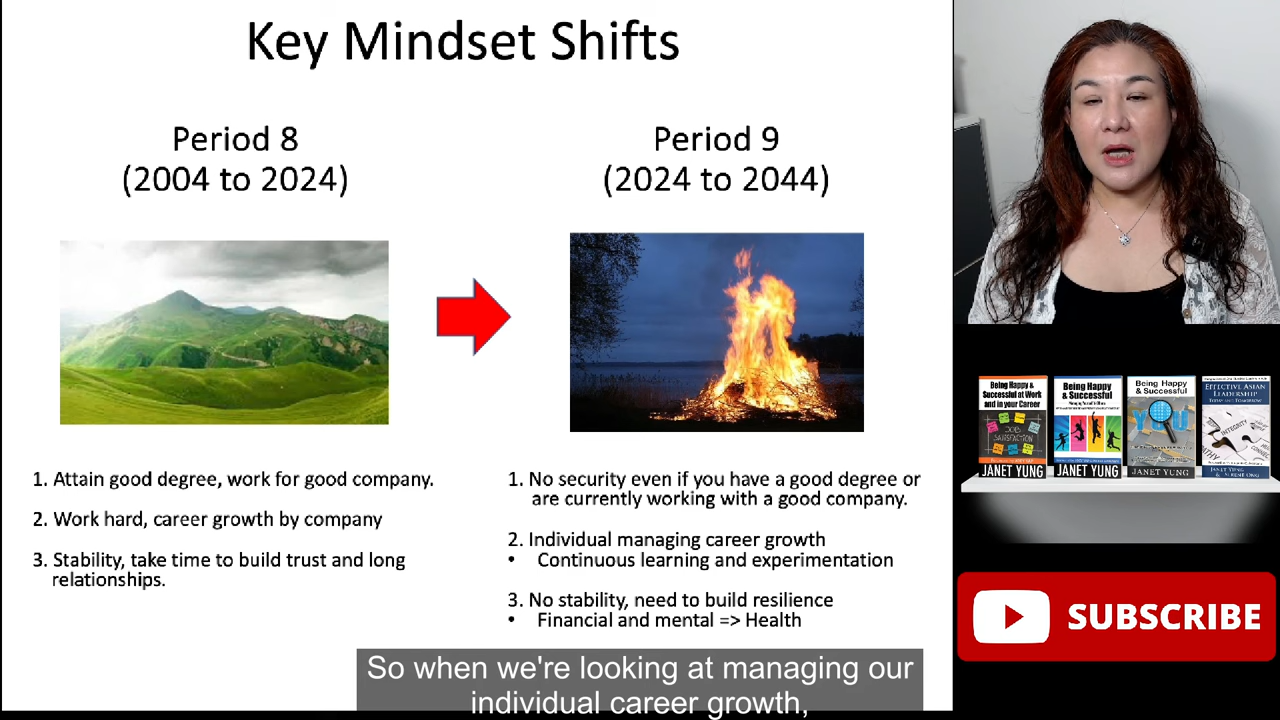 Key Mindset Shifts
Period 8
(2004 to 2024)
Period 9
(2024 to 2044)
1. Attain good degree, work for good company.
2. Work hard, career growth by company
3. Stability, take time to build trust and long
relationships.
1. No security even if you have a good degree or
are currently working with a good company.
2. Individual managing career growth
• Continuous learning and experimentation
3. No stability, need to build resilience
• Financial and mental => Health
So when we're looking at managing our
individual career growth,
Being Happy &
Successful at Work
and in your Career
JOB
SATISFACTION
JANET YUNG
Being Happy
& Successful
JANET YUNG
Being Happy
& Successful
YOU
JANET YUNG
EFFECTIVE ASIAN
LEADERSHIP
INTEGRITY
JANET YUNG
SUBSCRIBE